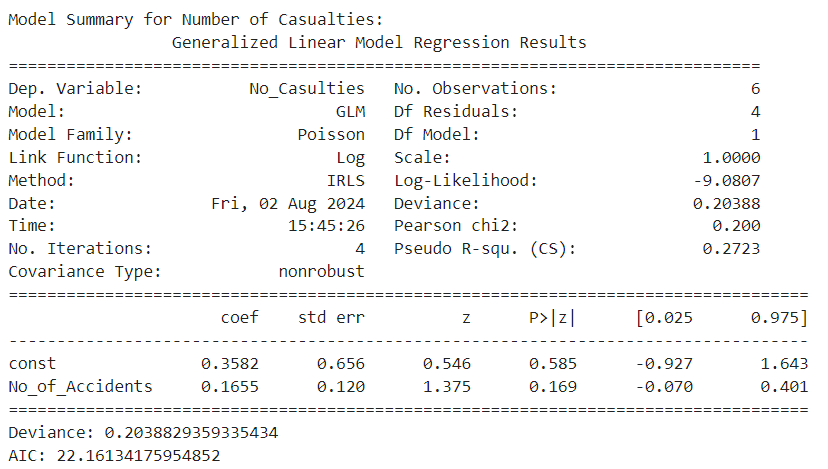 Model Summary for Number of Casualties:
                 Generalized Linear Model Regression Results
==============================================================================
Dep. Variable:           No_Casulties   No. Observations:                    6
Model:                            GLM   Df Residuals:                        4
Model Family:                 Poisson   Df Model:                            1
Link Function:                    Log   Scale:                          1.0000
Method:                          IRLS   Log-Likelihood:                -9.0807
Date:                Fri, 02 Aug 2024   Deviance:                      0.20388
Time:                        15:45:26   Pearson chi2:                    0.200
No. Iterations:                     4   Pseudo R-squ. (CS):             0.2723
Covariance Type:            nonrobust
===================================================================================
                      coef    std err          z      P>|z|      [0.025      0.975]
-----------------------------------------------------------------------------------
const               0.3582      0.656      0.546      0.585      -0.927       1.643
No_of_Accidents     0.1655      0.120      1.375      0.169      -0.070       0.401
===================================================================================
Deviance: 0.2038829359335434
AIC: 22.16134175954852